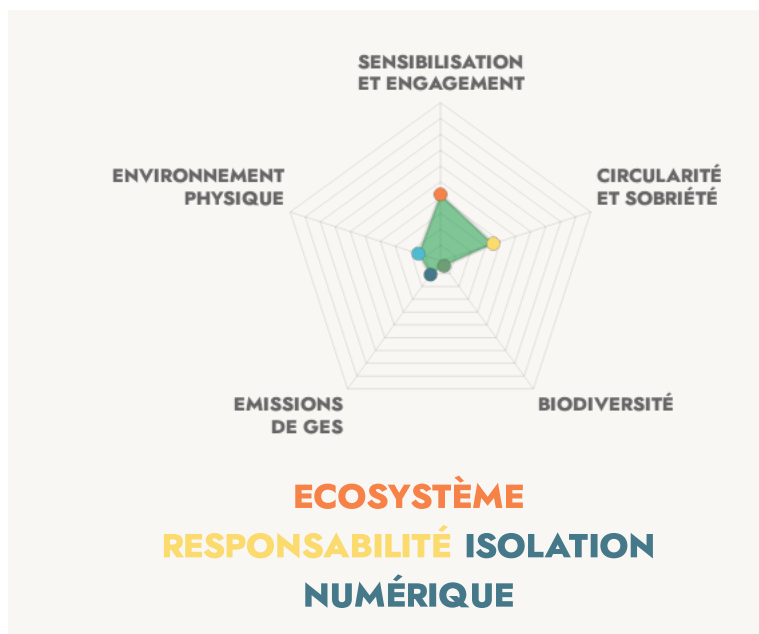 SENSIBILISATION
ET ENGAGEMENT
ENVIRONNEMENT
PHYSIQUE
CIRCULARITÉ
ET SOBRIÉTÉ
EMISSIONS
DE GES
BIODIVERSITÉ
ECOSYSTÈME
RESPONSABILITÉ ISOLATION
NUMÉRIQUE